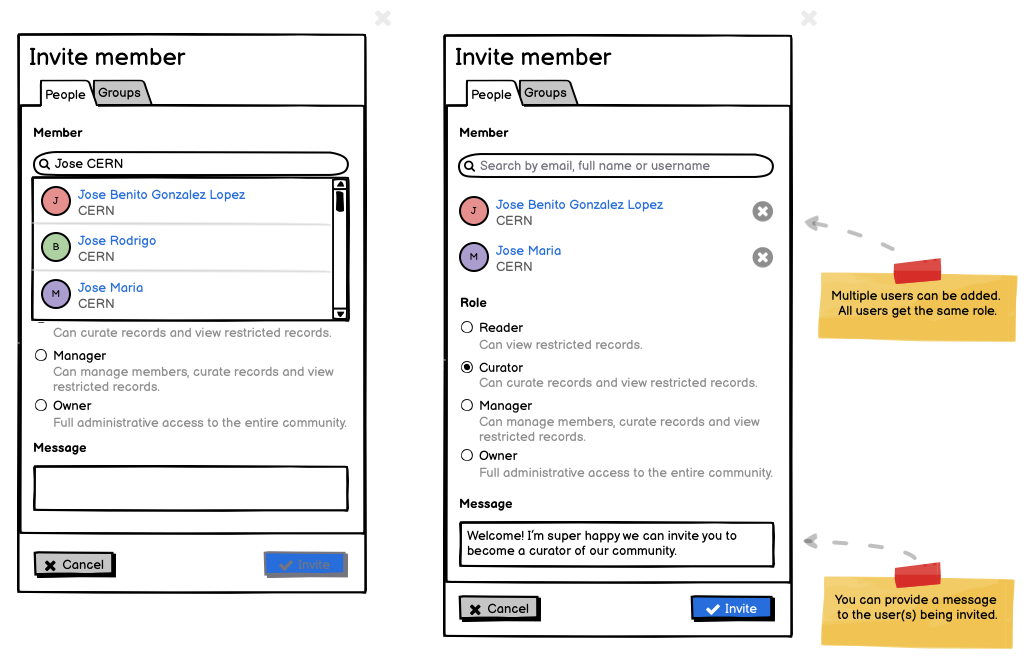 Invite member
People
Groups
Member
Jose CERN
J
Jose Benito Gonzalez Lopez
CERN
B
Jose Rodrigo
CERN
M
Jose Maria
CERN
Can curate records and view restricted records.
Manager
Can manage members, curate records and view
restricted records.
Owner
Full administrative access to the entire community.
Message
Cancel
Invite
Invite member
People
Groups
Member
Search by email, full name or username
J
Jose Benito Gonzalez Lopez
CERN
M
Jose Maria
CERN
Role
Reader
Can view restricted records.
Curator
Can curate records and view restricted records.
Manager
Can manage members, curate records and view
restricted records.
Owner
Full administrative access to the entire community.
Message
Welcome! I'm super happy we can invite you to
become a curator of our community.
Cancel
Invite
Multiple users can be added.
All users get the same role.
You can provide a message
to the user(s) being invited.